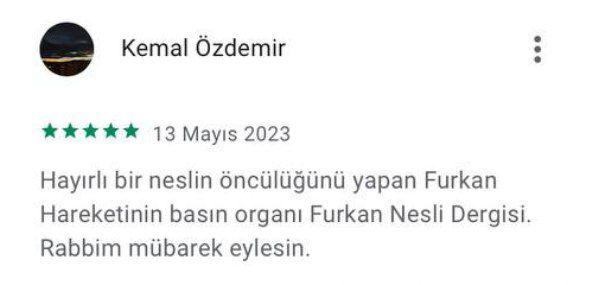 Kemal Özdemir
13 Mayıs 2023
Hayırlı bir neslin öncülüğünü yapan Furkan
Hareketinin basın organı Furkan Nesli Dergisi.
Rabbim mübarek eylesin.